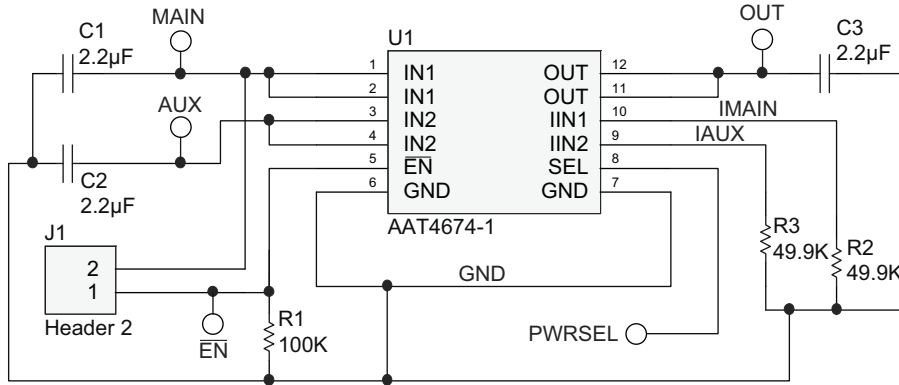 MAIN
OUT
C1
2.2µF
U1
C3
2.2µF
1 IN1 OUT 12
2 IN1 OUT 11
3 IN2 IIN1 10 IMAIN
4 IN2 IIN2 9 IAUX
5 EN SEL 8
6 GND GND 7
AAT4674-1
AUX
C2
2.2µF
J1
2
1
Header 2
EN
R1
100K
GND
PWRSEL
R3
49.9K
R2
49.9K